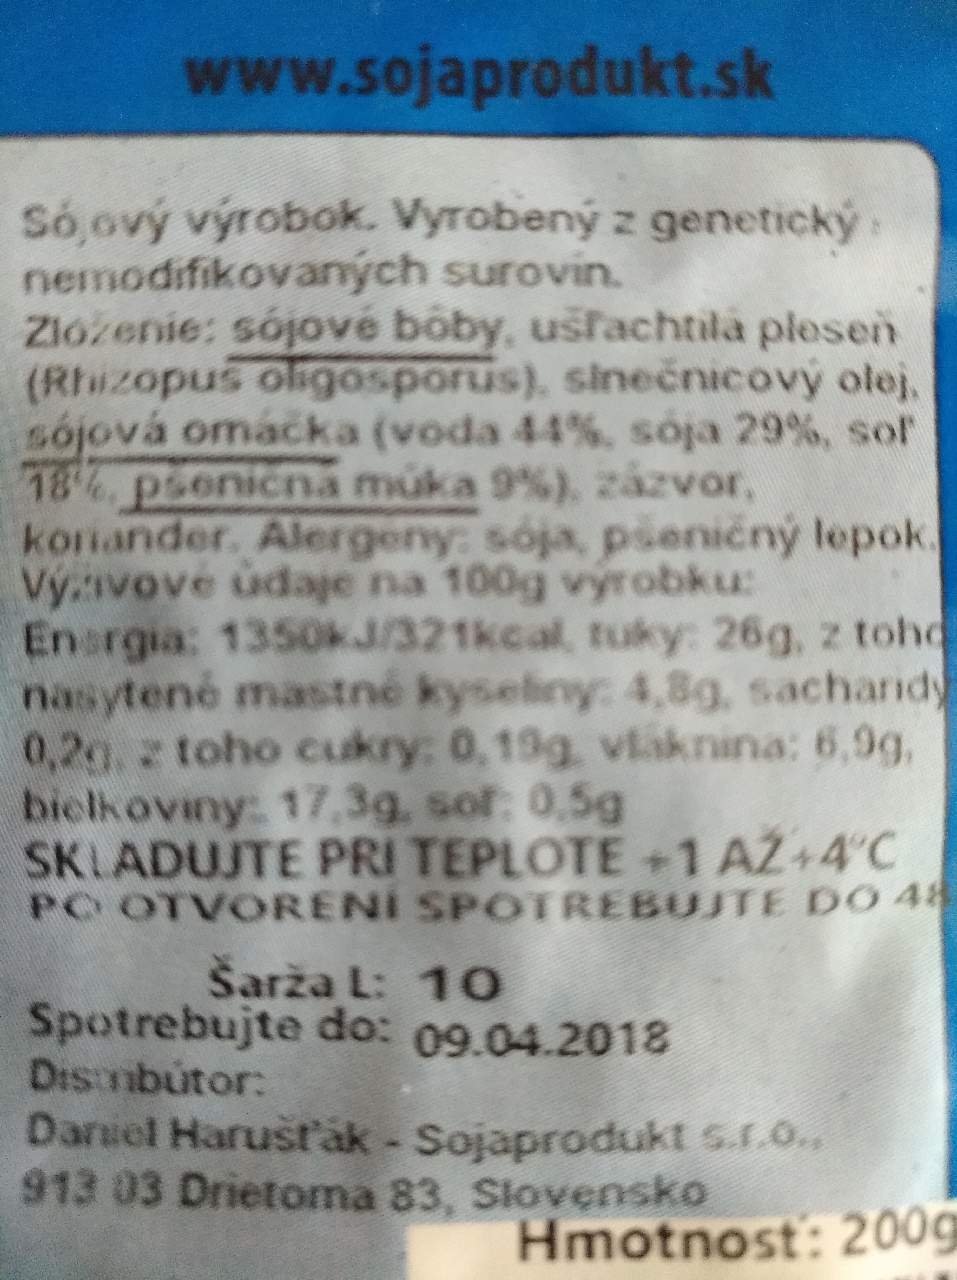 www.sojaprodukt.sk
Sójový výrobok. Vyrobený z genetický
nemodifikovaných surovín.
Zloženie: sójové bôby, ušľachtilá pleseň
(Rhizopus oligosporus), slnečnicový olej,
sójová omáčka (voda 44%, sója 29%, soľ
18%, pšeničná múka 9%), zázvor,
koriander. Alergény: sója, pšeničný lepok.
Výživové údaje na 100g výrobku:
Energia: 1350kJ/321kcal, tuky: 26g, z toho
nasytené mastné kyseliny: 4,8g, sacharidy
0,2g, z toho cukry: 0,19g, vláknina: 6,9g,
bielkoviny: 17,3g, soľ: 0,5g
SKLADUJTE PRI TEPLOTE +1 AŽ +4°C
PO OTVORENÍ SPOTREBUJTE DO 48
Šarža L: 10
Spotrebujte do: 09.04.2018
Distribútor:
Daniel Harušťák - Sojaprodukt s.r.o.,
913 03 Drietoma 83, Slovensko
Hmotnosť: 200g